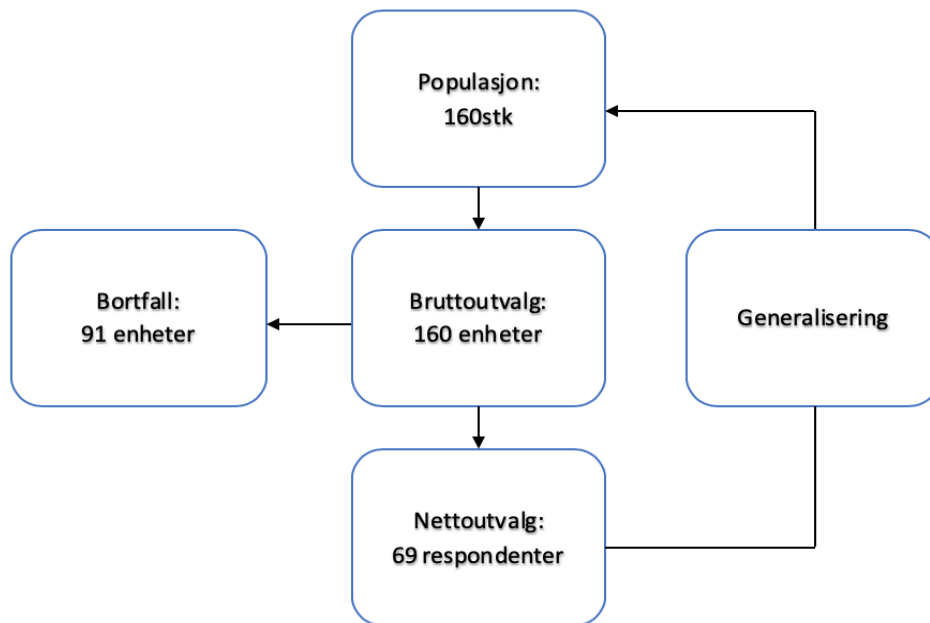 Populasjon:
160stk
Bortfall:
91 enheter
Bruttoutvalg:
160 enheter
Generalisering
Nettoutvalg:
69 respondenter